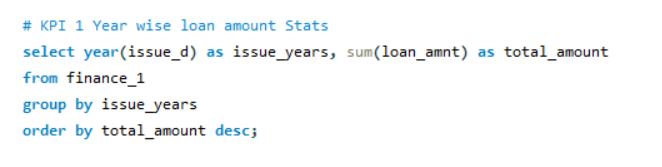 # KPI 1 Year wise loan amount Stats
select year(issue_d) as issue_years, sum(loan_amnt) as total_amount
from finance_1
group by issue_years
order by total_amount desc;